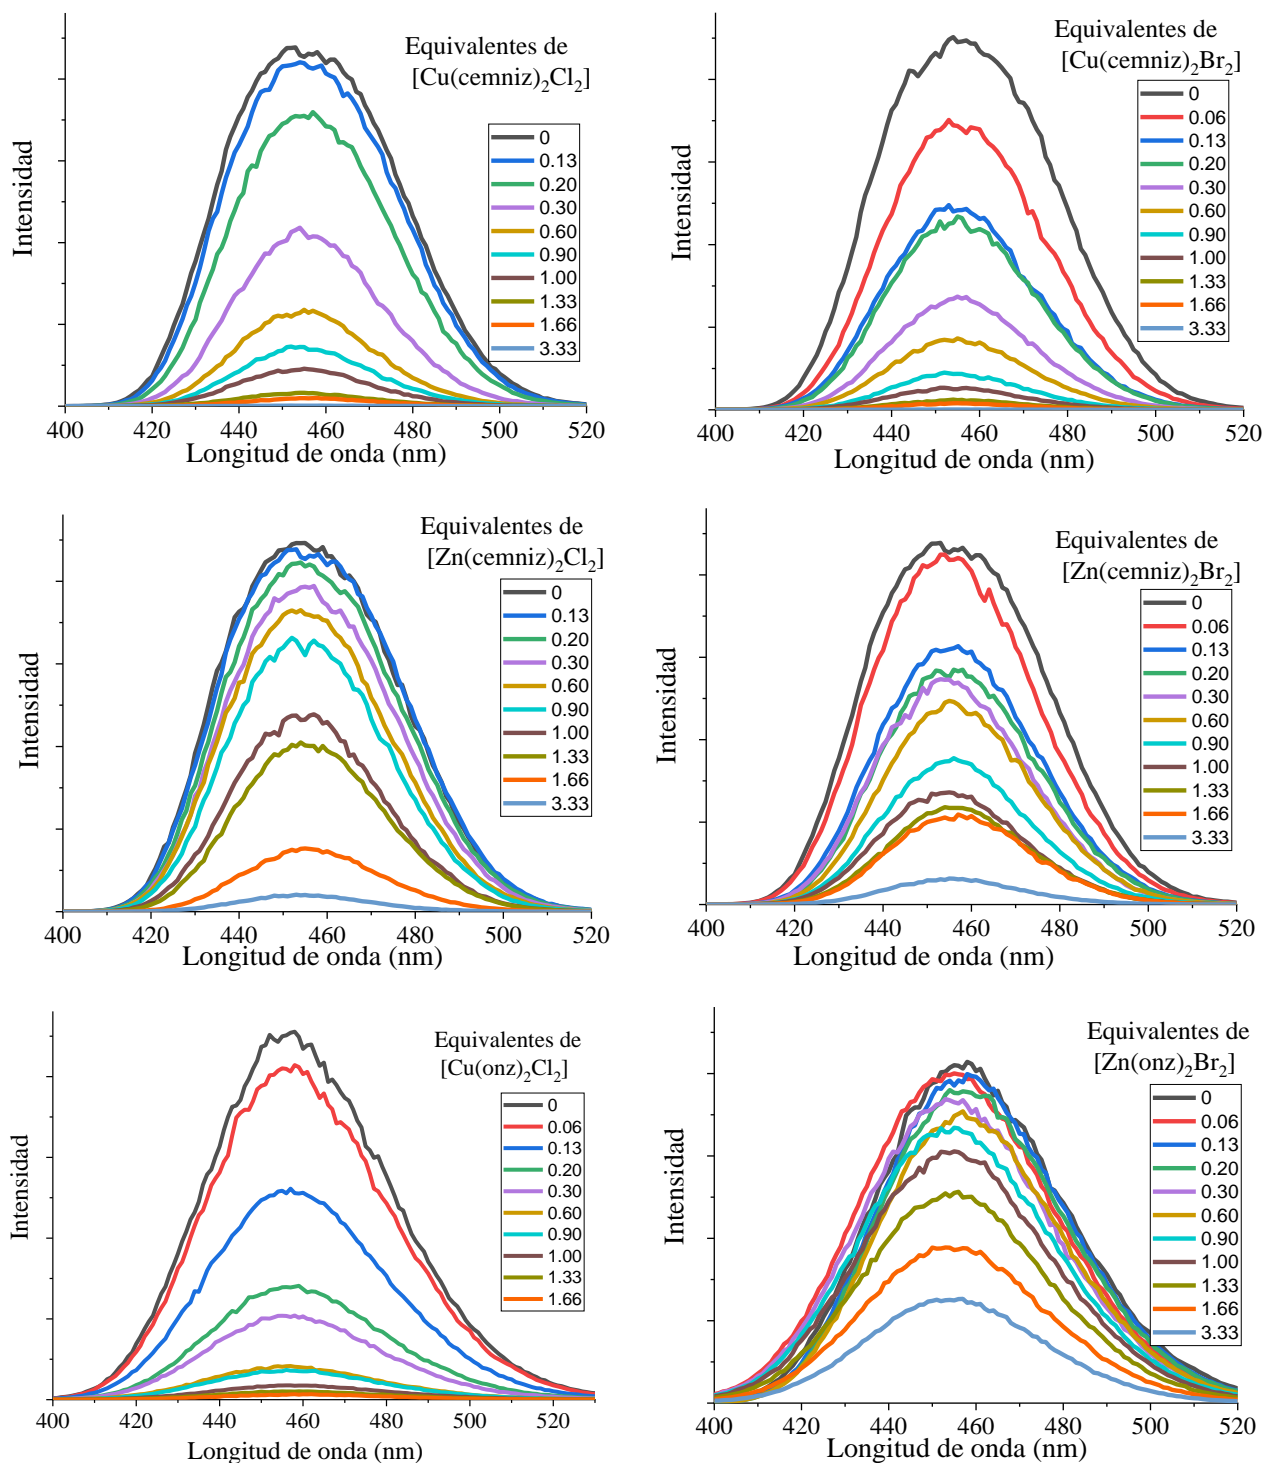 Equivalentes de
[Cu(cemniz)₂Cl₂]
0
0.13
0.20
0.30
0.60
0.90
1.00
1.33
1.66
3.33
Intensidad
400 420 440 460 480 500 520
Longitud de onda (nm)
Equivalentes de
[Cu(cemniz)₂Br₂]
0
0.06
0.13
0.20
0.30
0.60
0.90
1.00
1.33
1.66
3.33
Intensidad
400 420 440 460 480 500 520
Longitud de onda (nm)
Equivalentes de
[Zn(cemniz)₂Cl₂]
0
0.13
0.20
0.30
0.60
0.90
1.00
1.33
1.66
3.33
Intensidad
400 420 440 460 480 500 520
Longitud de onda (nm)
Equivalentes de
[Zn(cemniz)₂Br₂]
0
0.06
0.13
0.20
0.30
0.60
0.90
1.00
1.33
1.66
3.33
Intensidad
400 420 440 460 480 500 520
Longitud de onda (nm)
Equivalentes de
[Cu(onz)₂Cl₂]
0
0.06
0.13
0.20
0.30
0.60
0.90
1.00
1.33
1.66
Intensidad
400 420 440 460 480 500 520
Longitud de onda (nm)
Equivalentes de
[Zn(onz)₂Br₂]
0
0.06
0.13
0.20
0.30
0.60
0.90
1.00
1.33
1.66
3.33
Intensidad
400 420 440 460 480 500 520
Longitud de onda (nm)